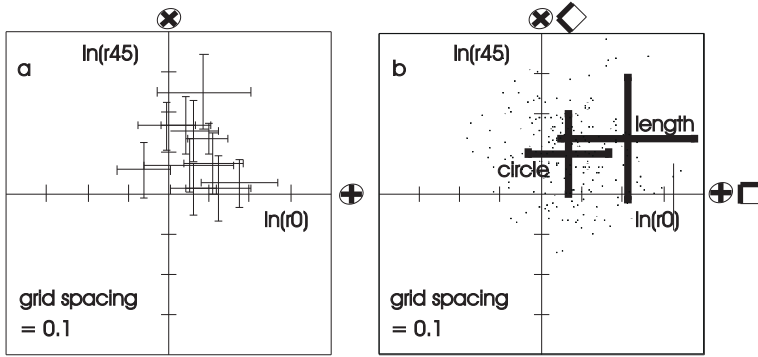 a
ln(r45)
ln(r0)
grid spacing
= 0.1
b
ln(r45)
length
circle
ln(r0)
grid spacing
= 0.1